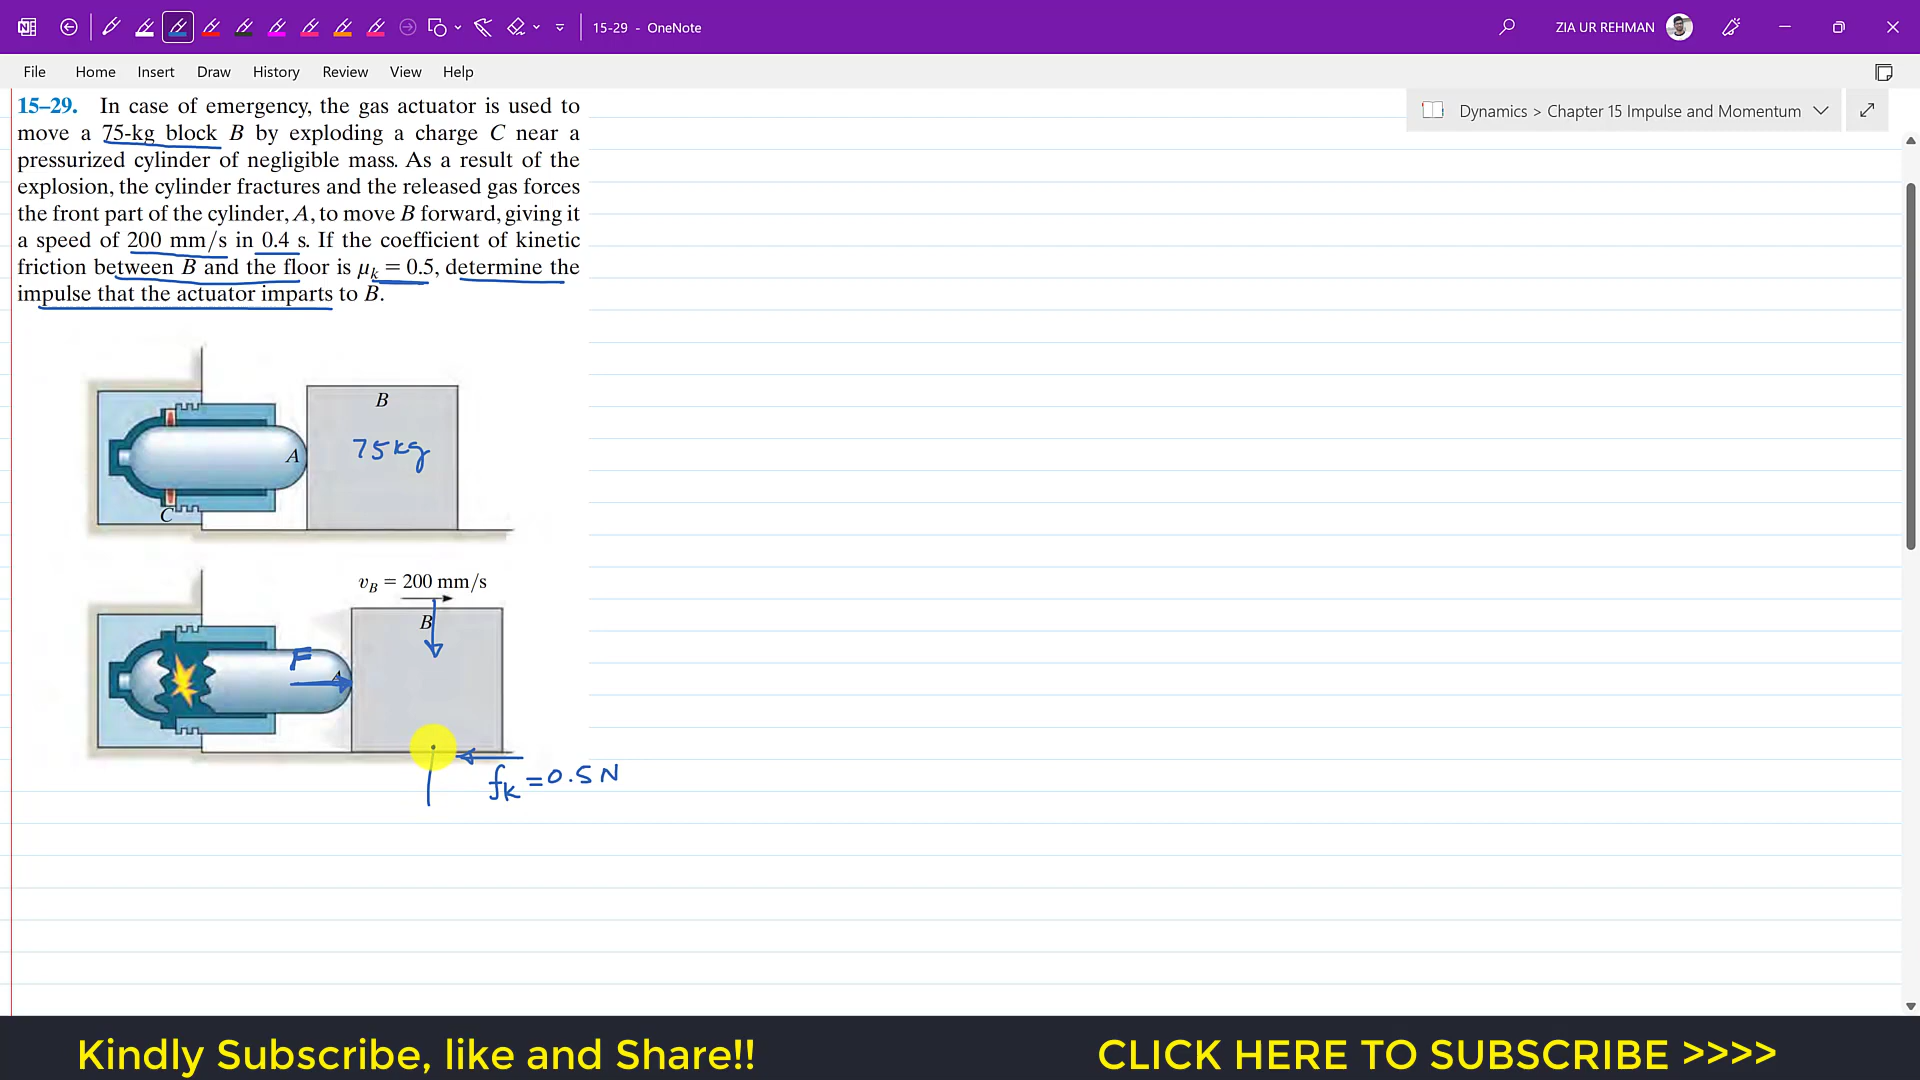 15-29 - OneNote
ZIA UR REHMAN
File Home Insert Draw History Review View Help
Dynamics > Chapter 15 Impulse and Momentum
15–29. In case of emergency, the gas actuator is used to
move a 75-kg block B by exploding a charge C near a
pressurized cylinder of negligible mass. As a result of the
explosion, the cylinder fractures and the released gas forces
the front part of the cylinder, A, to move B forward, giving it
a speed of 200 mm/s in 0.4 s. If the coefficient of kinetic
friction between B and the floor is μk = 0.5, determine the
impulse that the actuator imparts to B.
B
75kg
A
C
vB = 200 mm/s
B
F
A
fk = 0.5 N
Kindly Subscribe, like and Share!!
CLICK HERE TO SUBSCRIBE >>>>